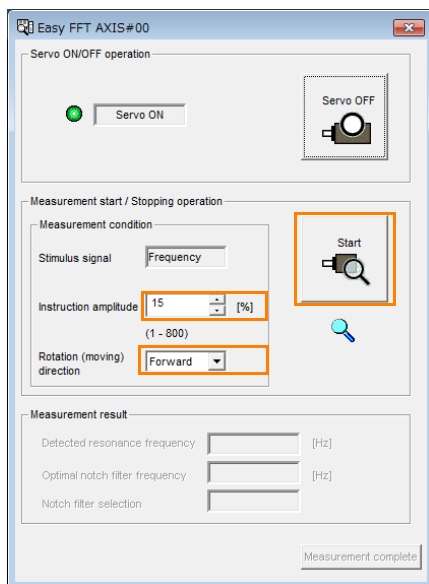 Easy FFT AXIS#00
Servo ON/OFF operation
Servo ON
Servo OFF
Measurement start / Stopping operation
Measurement condition
Stimulus signal
Frequency
Start
Instruction amplitude
15
[%]
(1 - 800)
Rotation (moving)
direction
Forward
Measurement result
Detected resonance frequency
[Hz]
Optimal notch filter frequency
[Hz]
Notch filter selection
Measurement complete